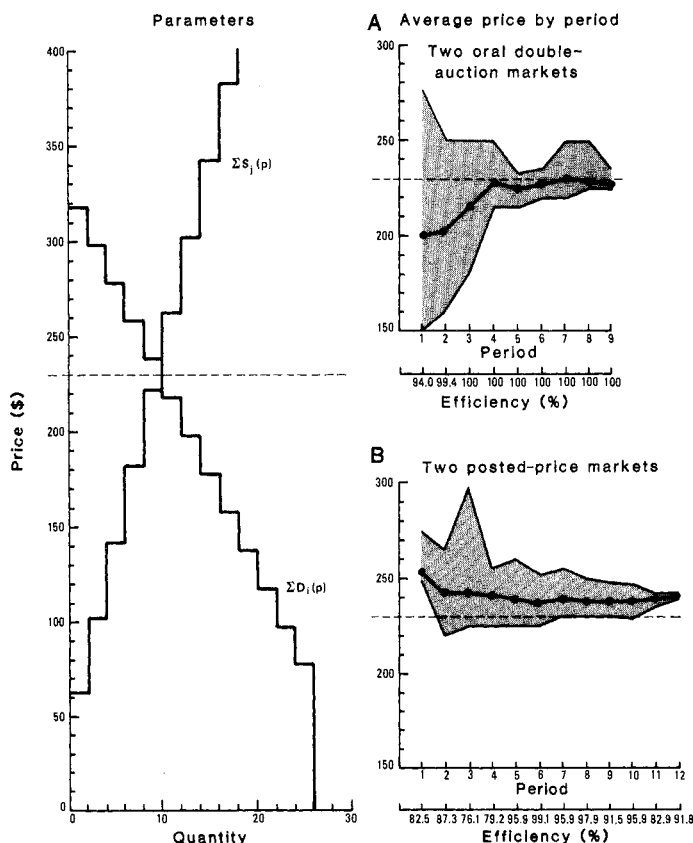 Parameters
400
350
300
250
200
150
100
50
0
0 10 20 30
Price ($)
Quantity
ΣSj(p)
ΣDi(p)
A Average price by period
Two oral double-
auction markets
300
250
200
150
1 2 3 4 5 6 7 8 9
Period
94.0 99.4 100 100 100 100 100 100 100
Efficiency (%)
B Two posted-price markets
300
250
200
150
1 2 3 4 5 6 7 8 9 10 11 12
Period
82.5 87.3 76.1 79.2 95.9 99.1 95.9 97.9 91.5 95.8 82.9 91.8
Efficiency (%)